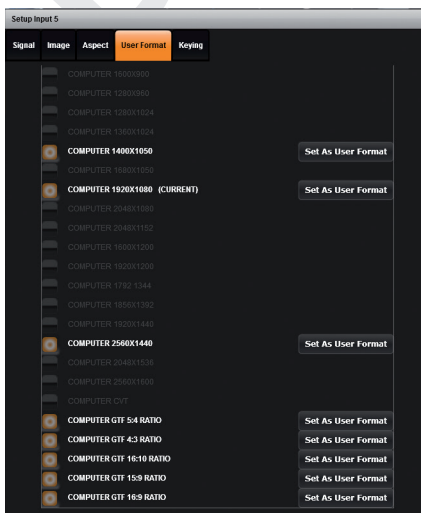 Setup Input 5
Signal Image Aspect User Format Keying
COMPUTER 1600X900
COMPUTER 1280X960
COMPUTER 1280X1024
COMPUTER 1360X1024
COMPUTER 1400X1050 Set As User Format
COMPUTER 1680X1050
COMPUTER 1920X1080 (CURRENT) Set As User Format
COMPUTER 2048X1080
COMPUTER 2048X1152
COMPUTER 1600X1200
COMPUTER 1920X1200
COMPUTER 1792 1344
COMPUTER 1856X1392
COMPUTER 1920X1440
COMPUTER 2560X1440 Set As User Format
COMPUTER 2048X1536
COMPUTER 2560X1600
COMPUTER CVT
COMPUTER GTF 5:4 RATIO Set As User Format
COMPUTER GTF 4:3 RATIO Set As User Format
COMPUTER GTF 16:10 RATIO Set As User Format
COMPUTER GTF 15:9 RATIO Set As User Format
COMPUTER GTF 16:9 RATIO Set As User Format